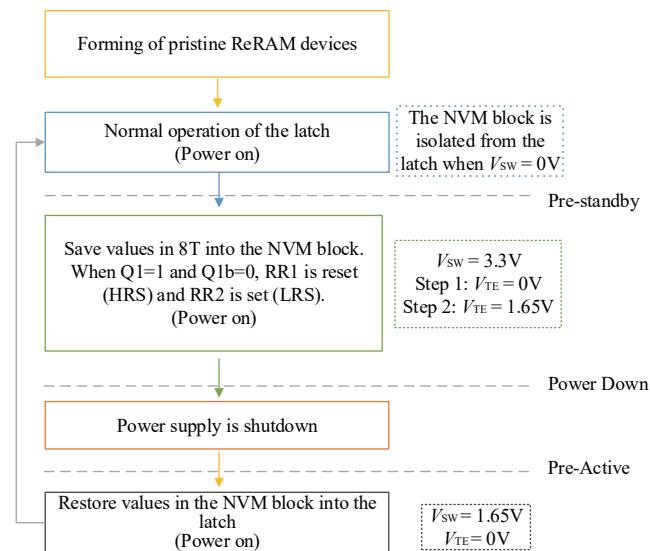 Forming of pristine ReRAM devices
Normal operation of the latch
(Power on)
The NVM block is
isolated from the
latch when VSW = 0V
Pre-standby
Save values in 8T into the NVM block.
When Q1=1 and Q1b=0, RR1 is reset
(HRS) and RR2 is set (LRS).
(Power on)
VSW = 3.3V
Step 1: VTE = 0V
Step 2: VTE = 1.65V
Power Down
Power supply is shutdown
Pre-Active
Restore values in the NVM block into the
latch
(Power on)
VSW = 1.65V
VTE = 0V